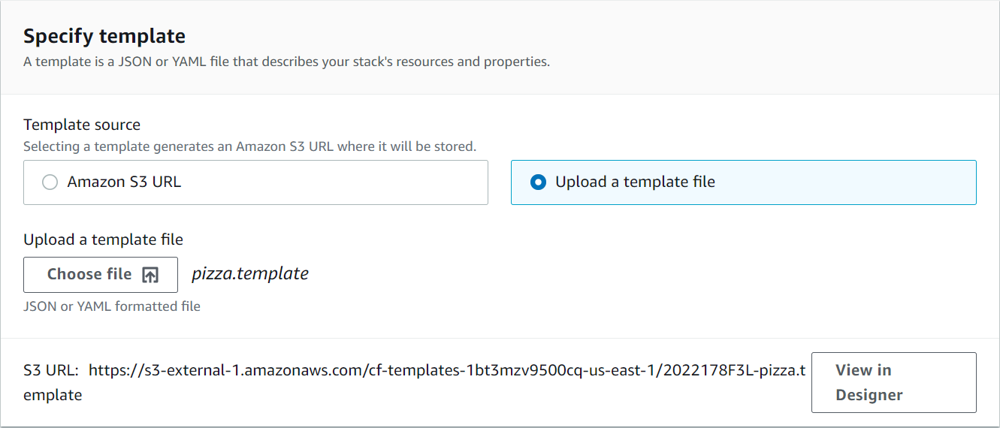 Specify template
A template is a JSON or YAML file that describes your stack's resources and properties.
Template source
Selecting a template generates an Amazon S3 URL where it will be stored.
Amazon S3 URL
Upload a template file
Upload a template file
Choose file
pizza.template
JSON or YAML formatted file
S3 URL: https://s3-external-1.amazonaws.com/cf-templates-1bt3mzv9500cq-us-east-1/2022178F3L-pizza.t
emplate
View in
Designer